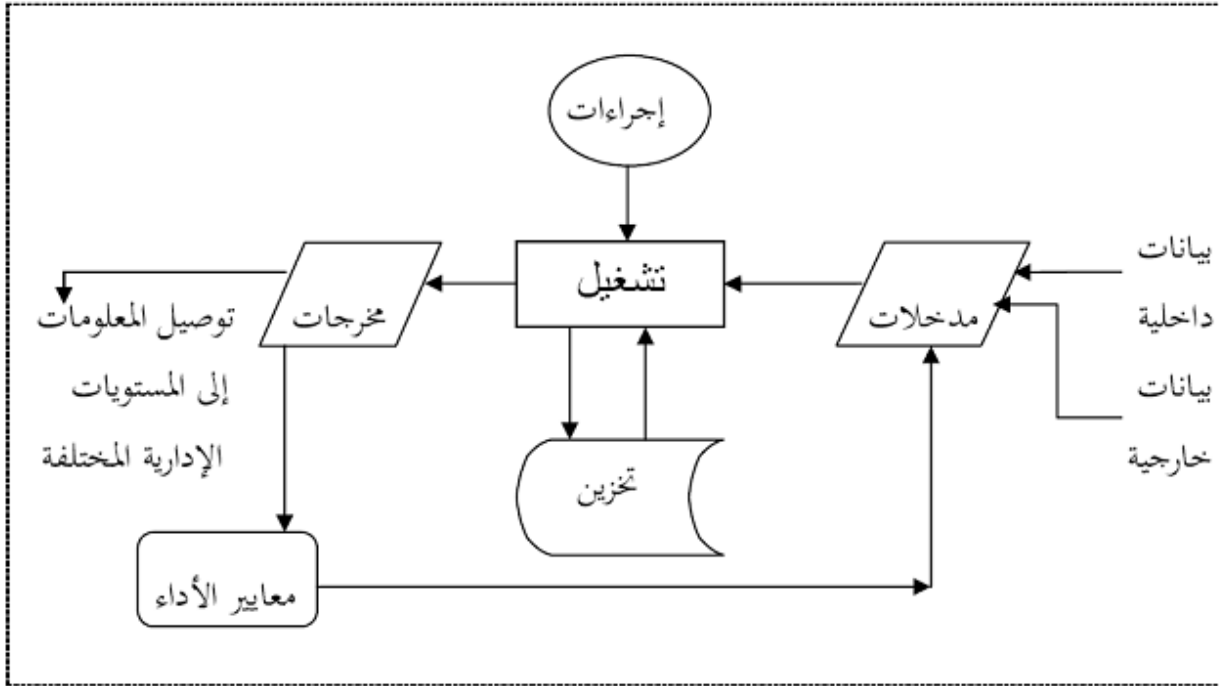 إجراءات
بيانات
داخلية
بيانات
خارجية
مدخلات
تشغيل
تخزين
مخرجات
توصيل المعلومات
إلى المستويات
الإدارية المختلفة
معايير الأداء